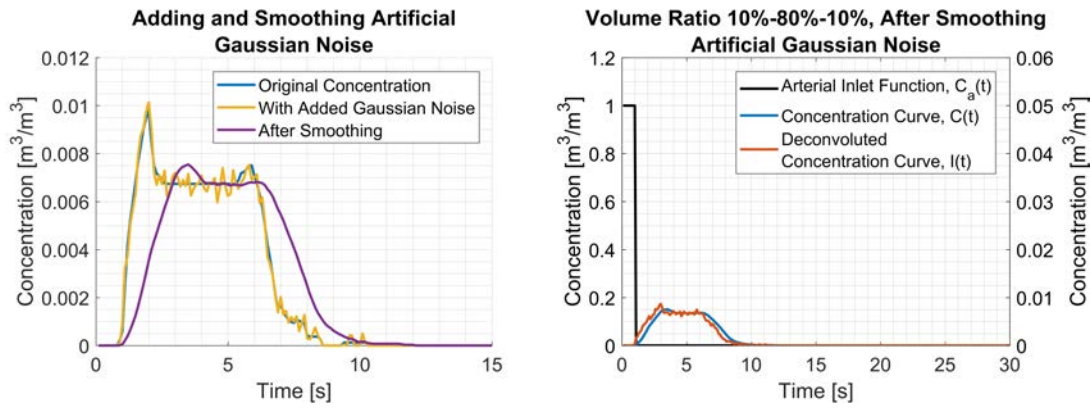 Adding and Smoothing Artificial
Gaussian Noise
Concentration [m³/m³]
0.012
0.01
0.008
0.006
0.004
0.002
0
Original Concentration
With Added Gaussian Noise
After Smoothing
0 5 10 15
Time [s]
Volume Ratio 10%-80%-10%, After Smoothing
Artificial Gaussian Noise
Concentration [m³/m³]
1.2
1
0.8
0.6
0.4
0.2
0
Arterial Inlet Function, Cₐ(t)
Concentration Curve, C(t)
Deconvoluted
Concentration Curve, I(t)
0.06
0.05
0.04
0.03
0.02
0.01
0
Concentration [m³/m³]
0 5 10 15 20 25 30
Time [s]